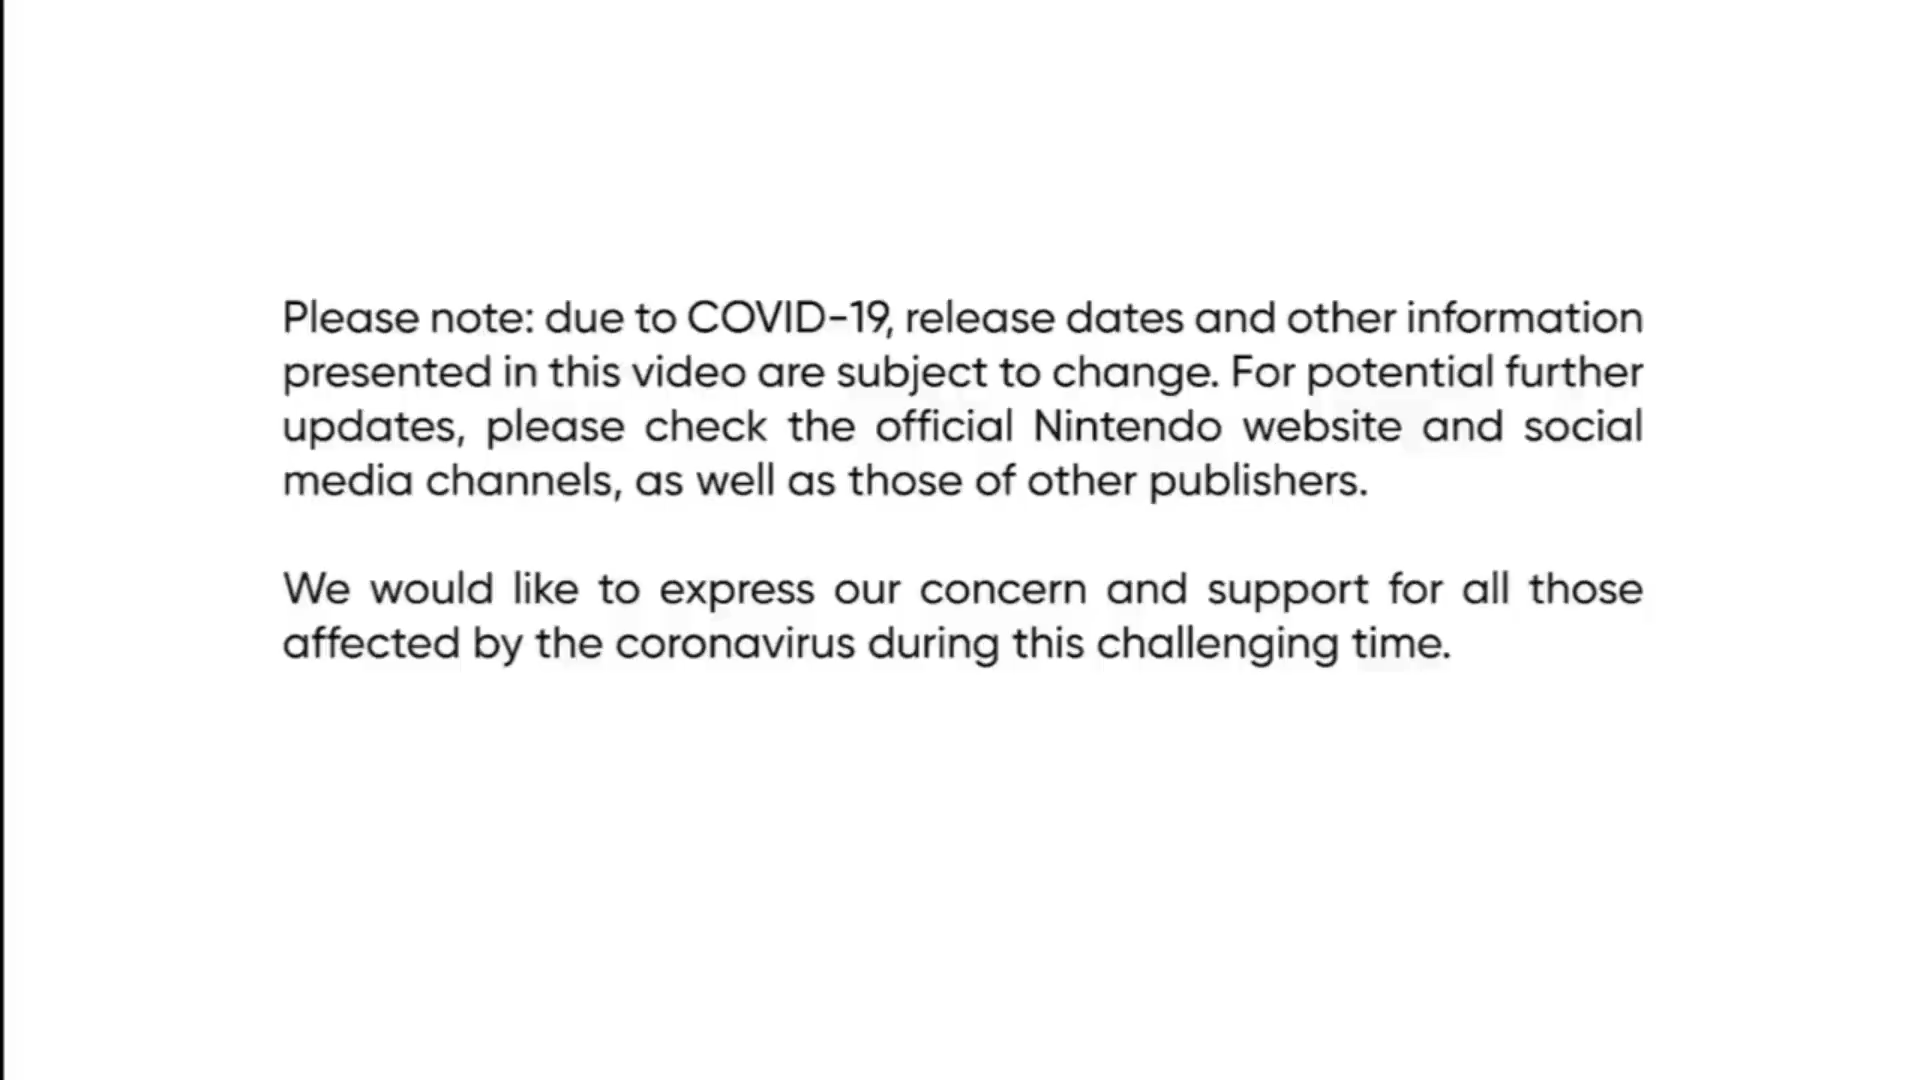 Please note: due to COVID-19, release dates and other information
presented in this video are subject to change. For potential further
updates, please check the official Nintendo website and social
media channels, as well as those of other publishers.
We would like to express our concern and support for all those
affected by the coronavirus during this challenging time.